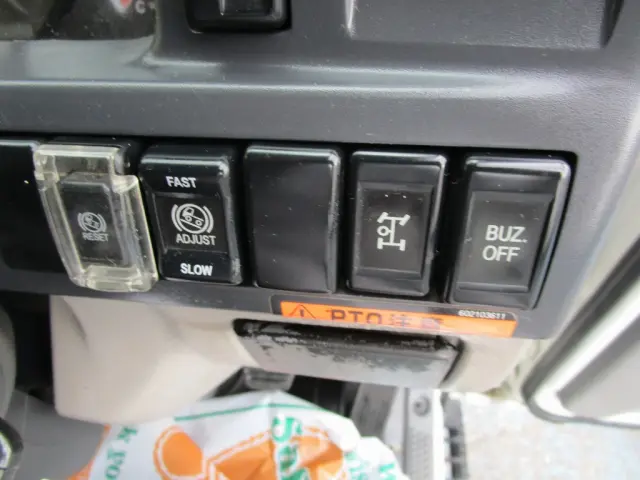 C
RESET
FAST
ADJUST
SLOW
BUZ.
OFF
PTO注意
602103611